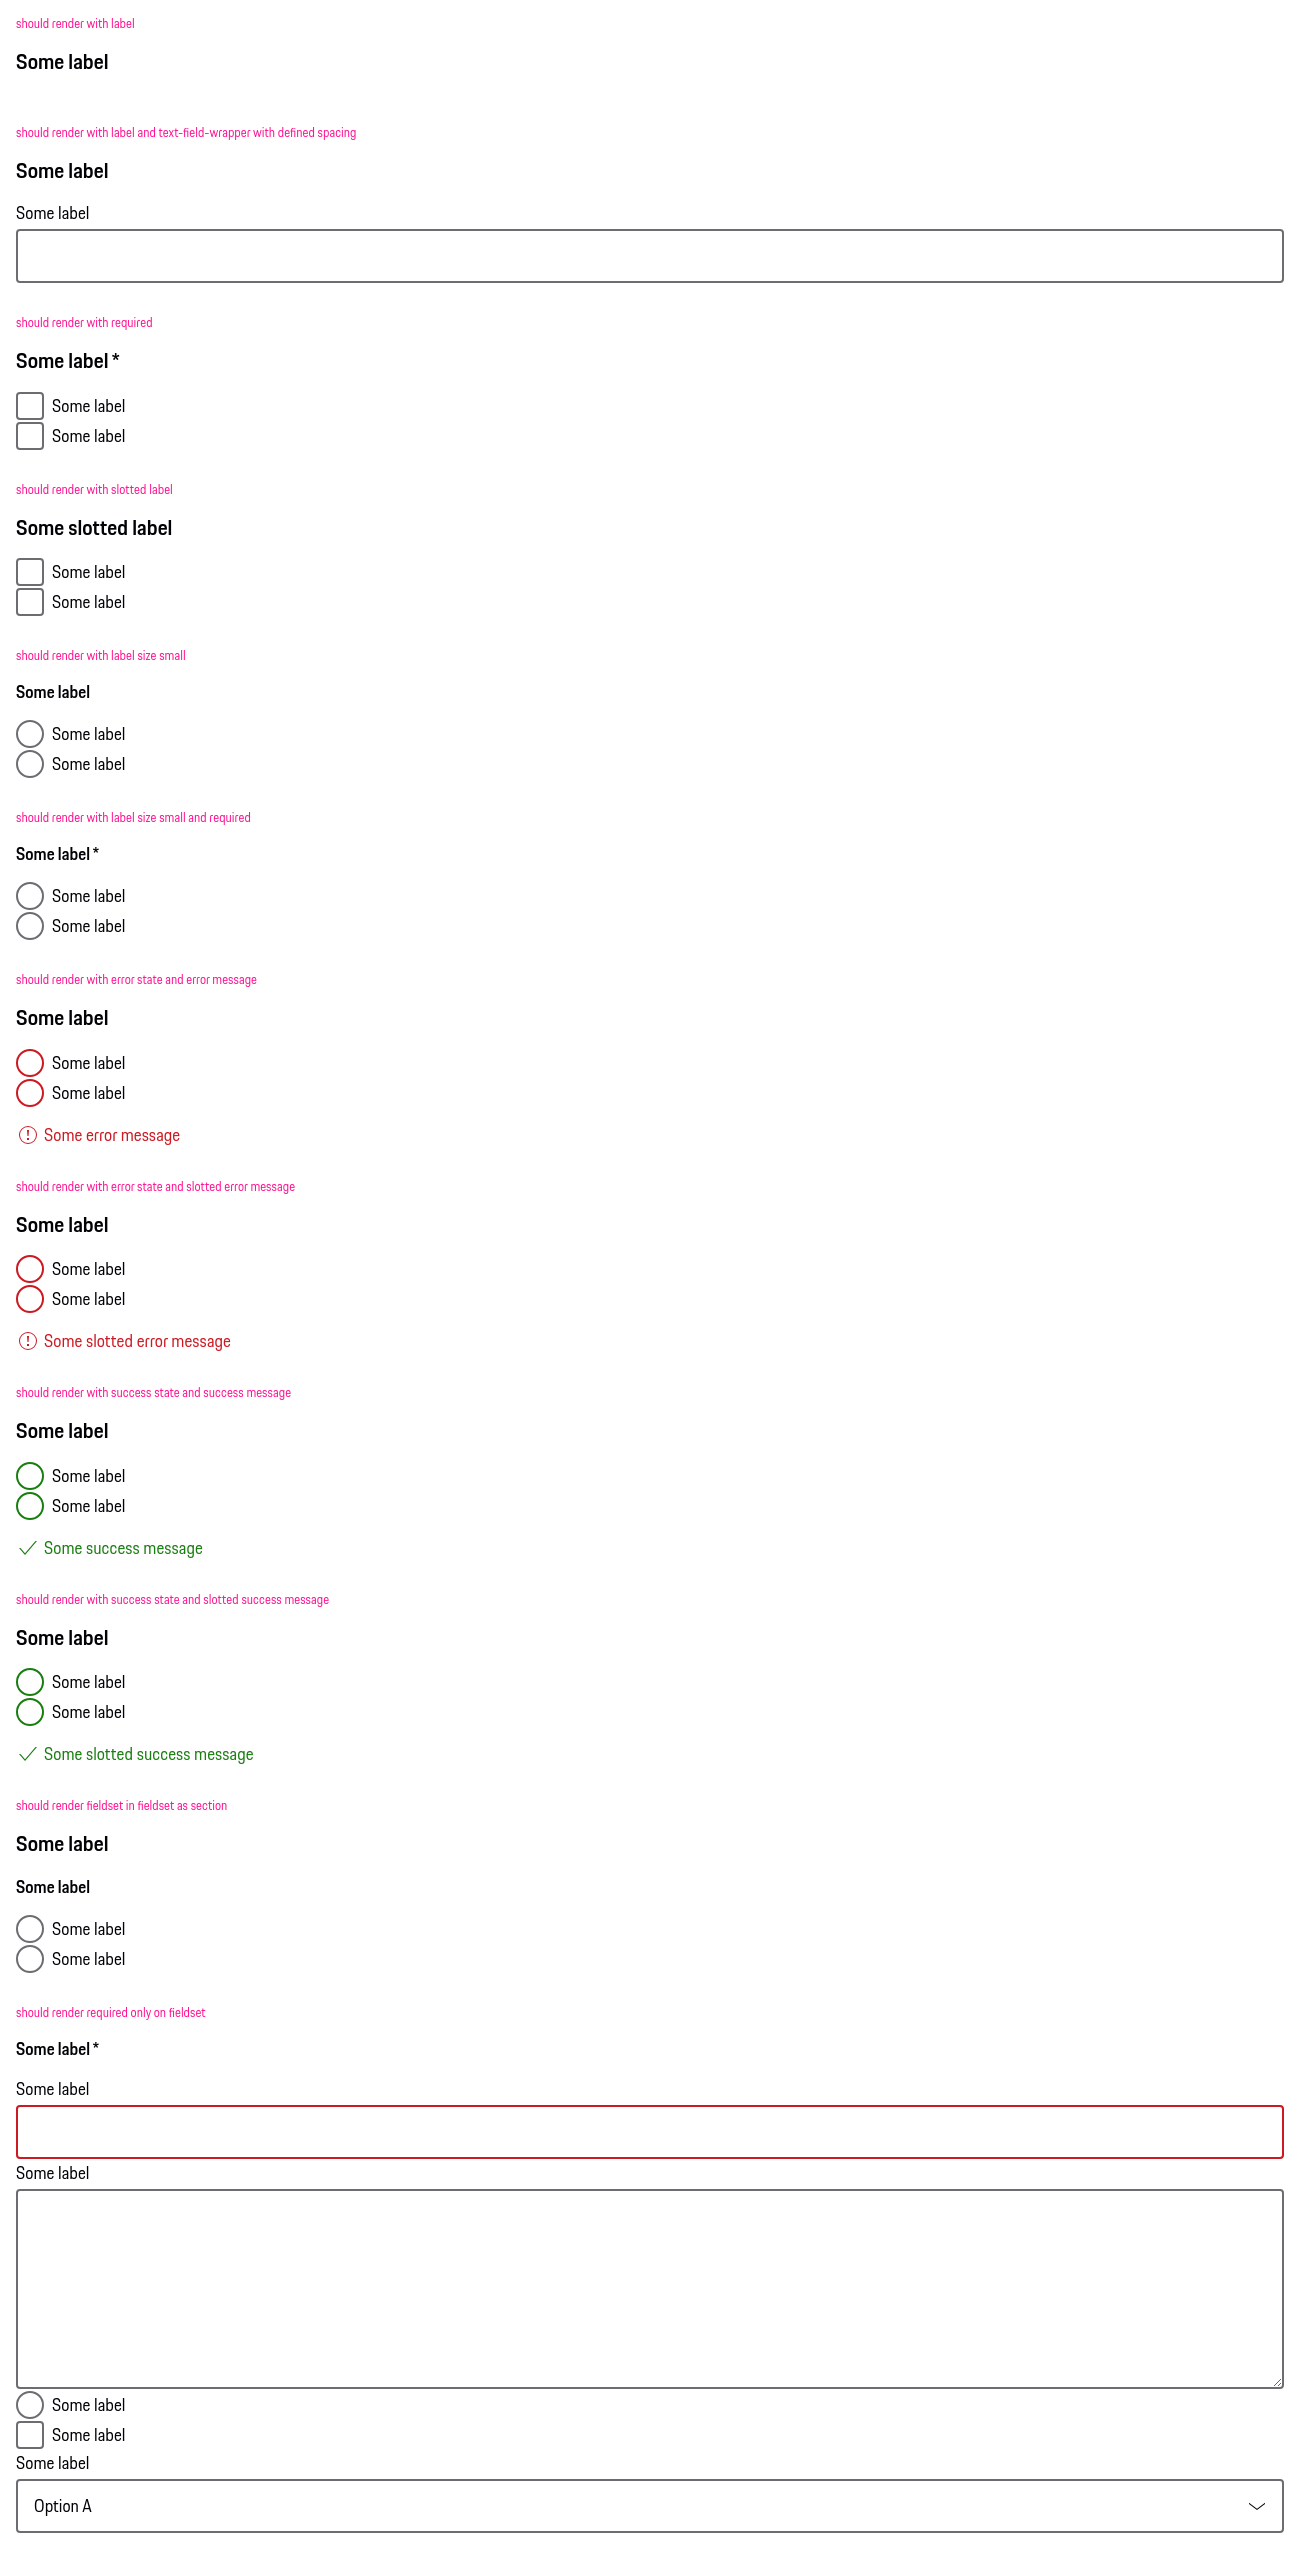 should render with label
Some label
should render with label and text-field-wrapper with defined spacing
Some label
Some label
should render with required
Some label *
Some label
Some label
should render with slotted label
Some slotted label
Some label
Some label
should render with label size small
Some label
Some label
Some label
should render with label size small and required
Some label *
Some label
Some label
should render with error state and error message
Some label
Some label
Some label
Some error message
should render with error state and slotted error message
Some label
Some label
Some label
Some slotted error message
should render with success state and success message
Some label
Some label
Some label
Some success message
should render with success state and slotted success message
Some label
Some label
Some label
Some slotted success message
should render fieldset in fieldset as section
Some label
Some label
Some label
Some label
should render required only on fieldset
Some label *
Some label
Some label
Some label
Some label
Some label
Option A